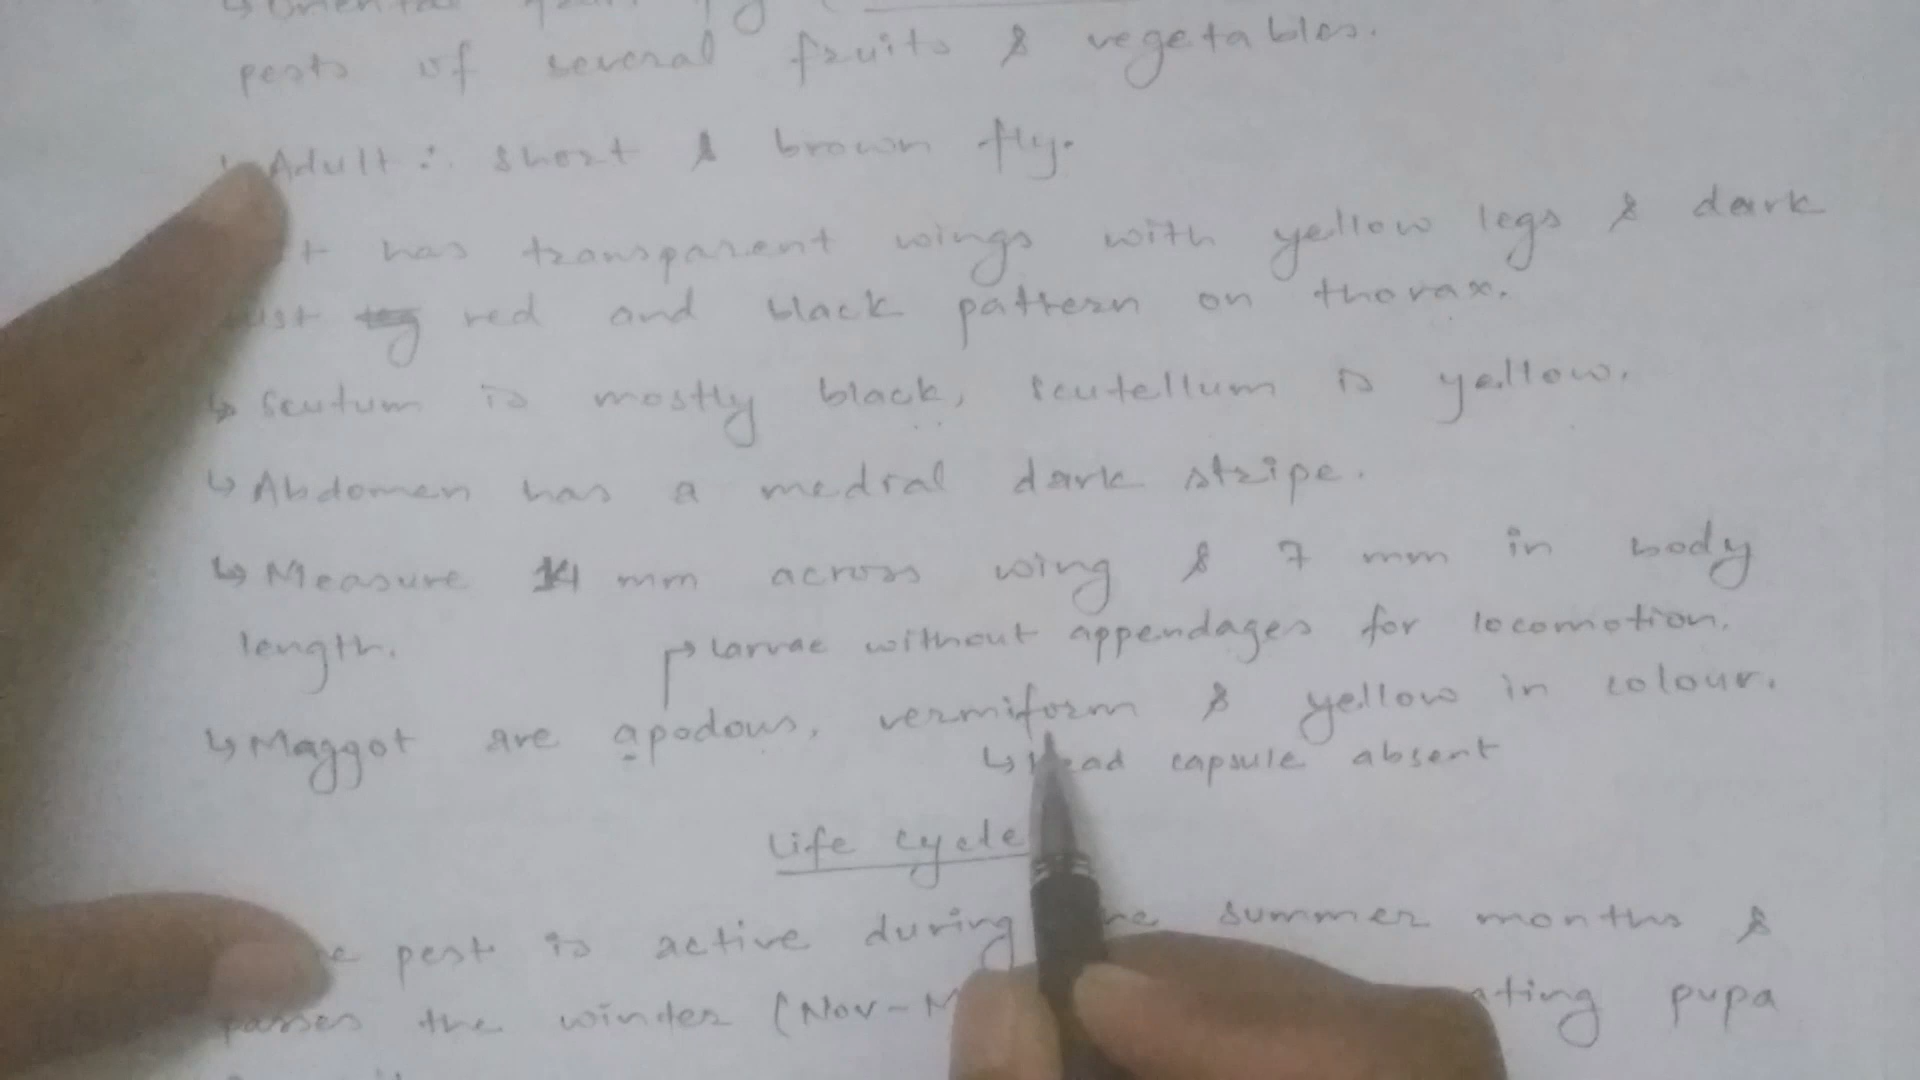 pests of several fruits & vegetables.
↳ Adult : short & brown fly.
has transparent wings with yellow legs & dark
red and black pattern on thorax.
↳ Scutum is mostly black, scutellum is yellow.
↳ Abdomen has a medial dark stripe.
↳ Measure 14 mm across wing & 7 mm in body
length.
↳ larvae without appendages for locomotion.
↳ Maggot are apodous, vermiform & yellow in colour.
↳ Head capsule absent
Life cycle
pest is active during the summer months &
passes the winter (Nov-M pupa